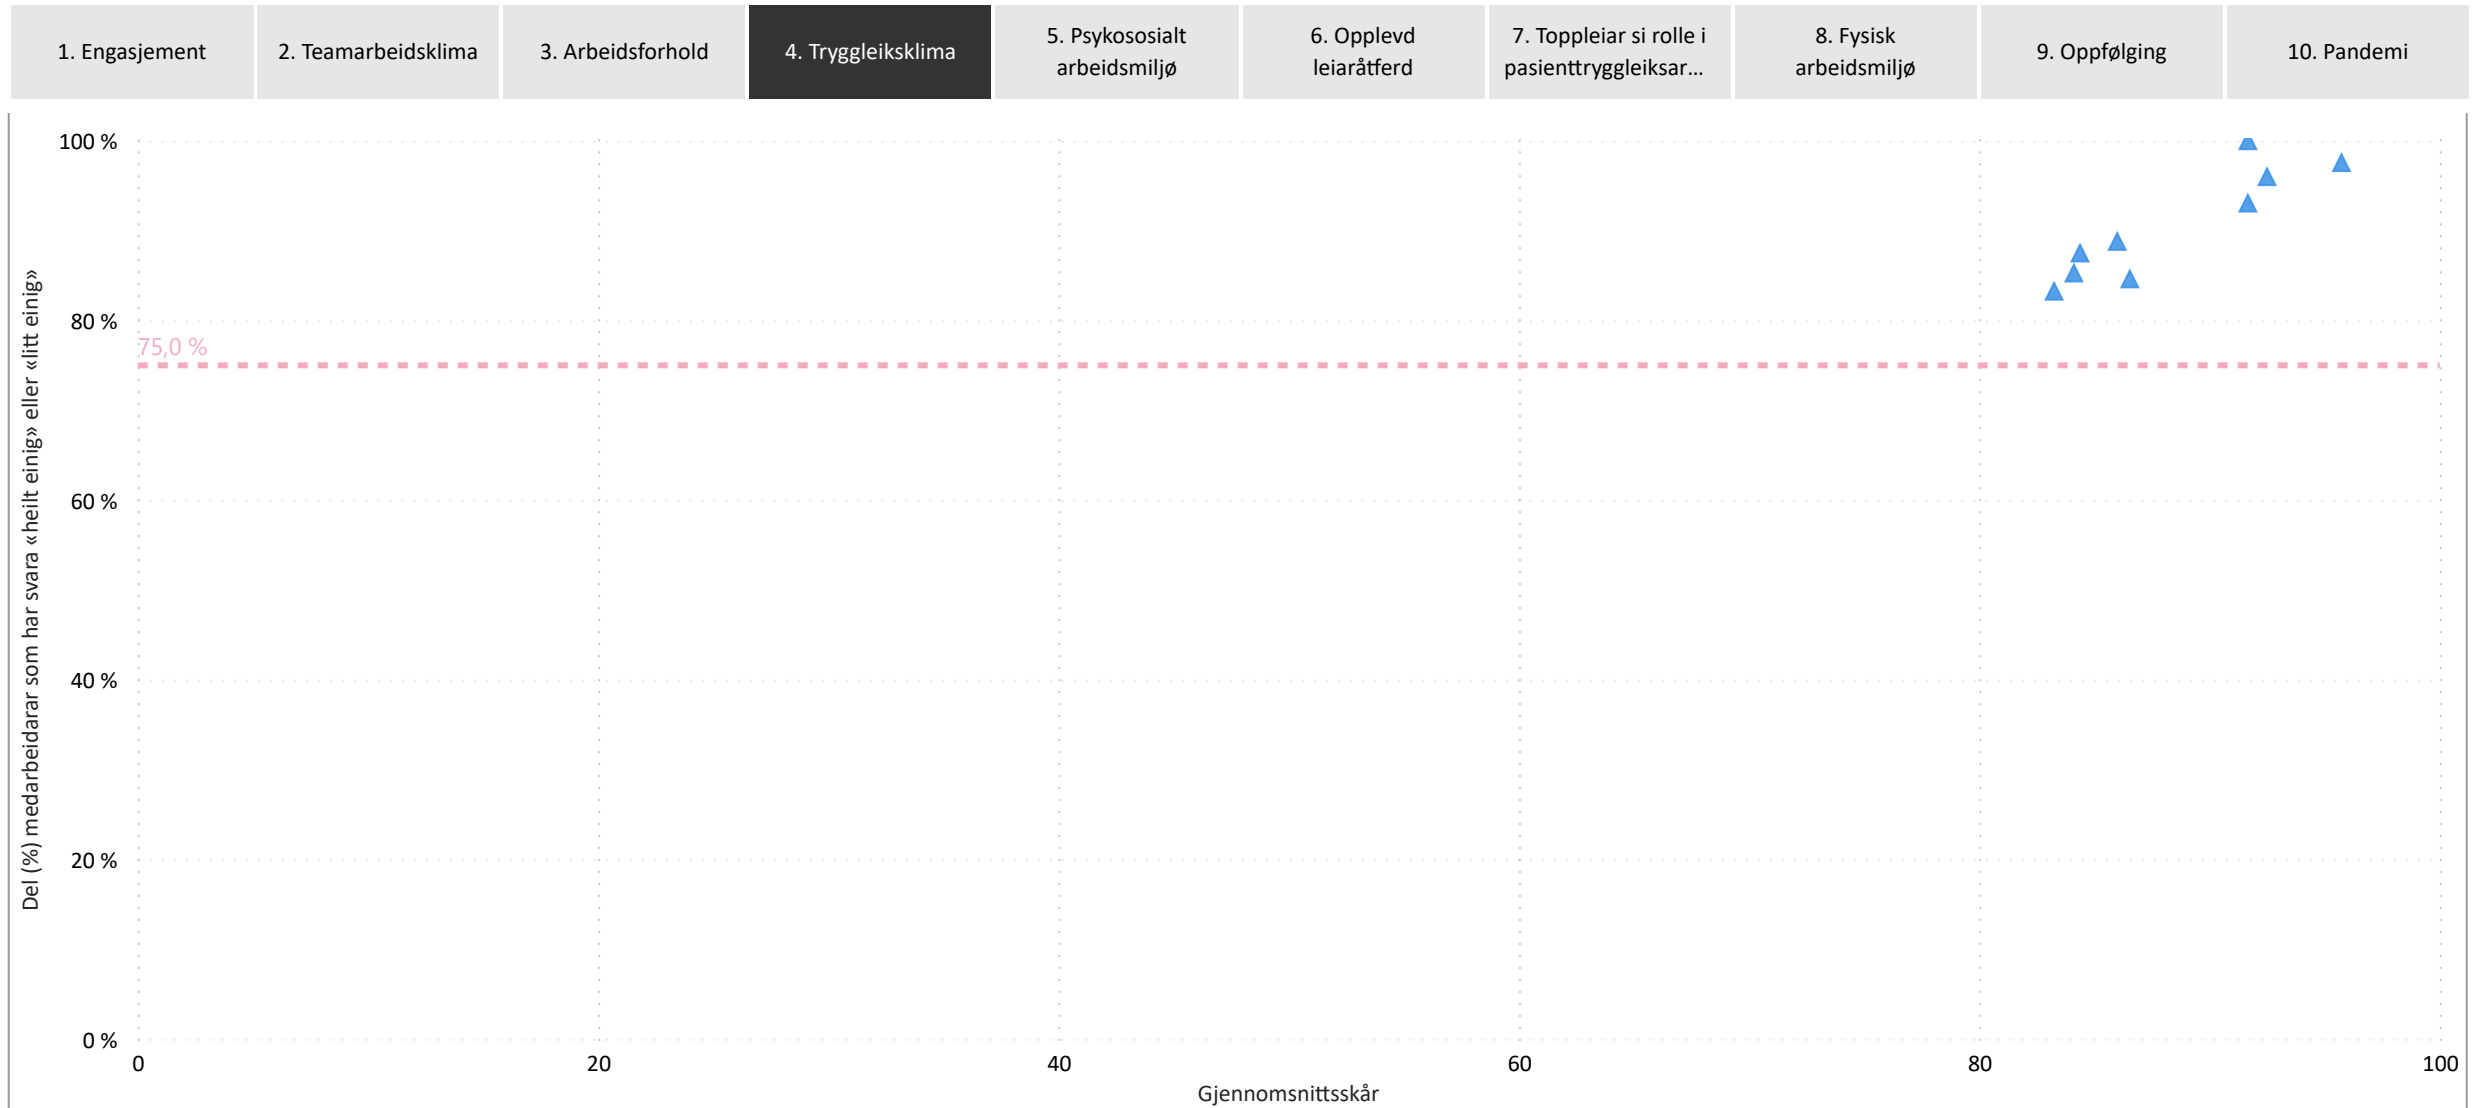 1. Engasjement
2. Teamarbeidsklima
3. Arbeidsforhold
4. Tryggleiksklima
5. Psykososialt
arbeidsmiljø
6. Opplevd
leiaråtferd
7. Toppleiar si rolle i
pasienttryggleiksar...
8. Fysisk
arbeidsmiljø
9. Oppfølging
10. Pandemi
Del (%) medarbeidarar som har svara «heilt einig» eller «litt einig»
100 %
80 %
75,0 %
60 %
40 %
20 %
0 %
0 20 40 60 80 100
Gjennomsnittsskår